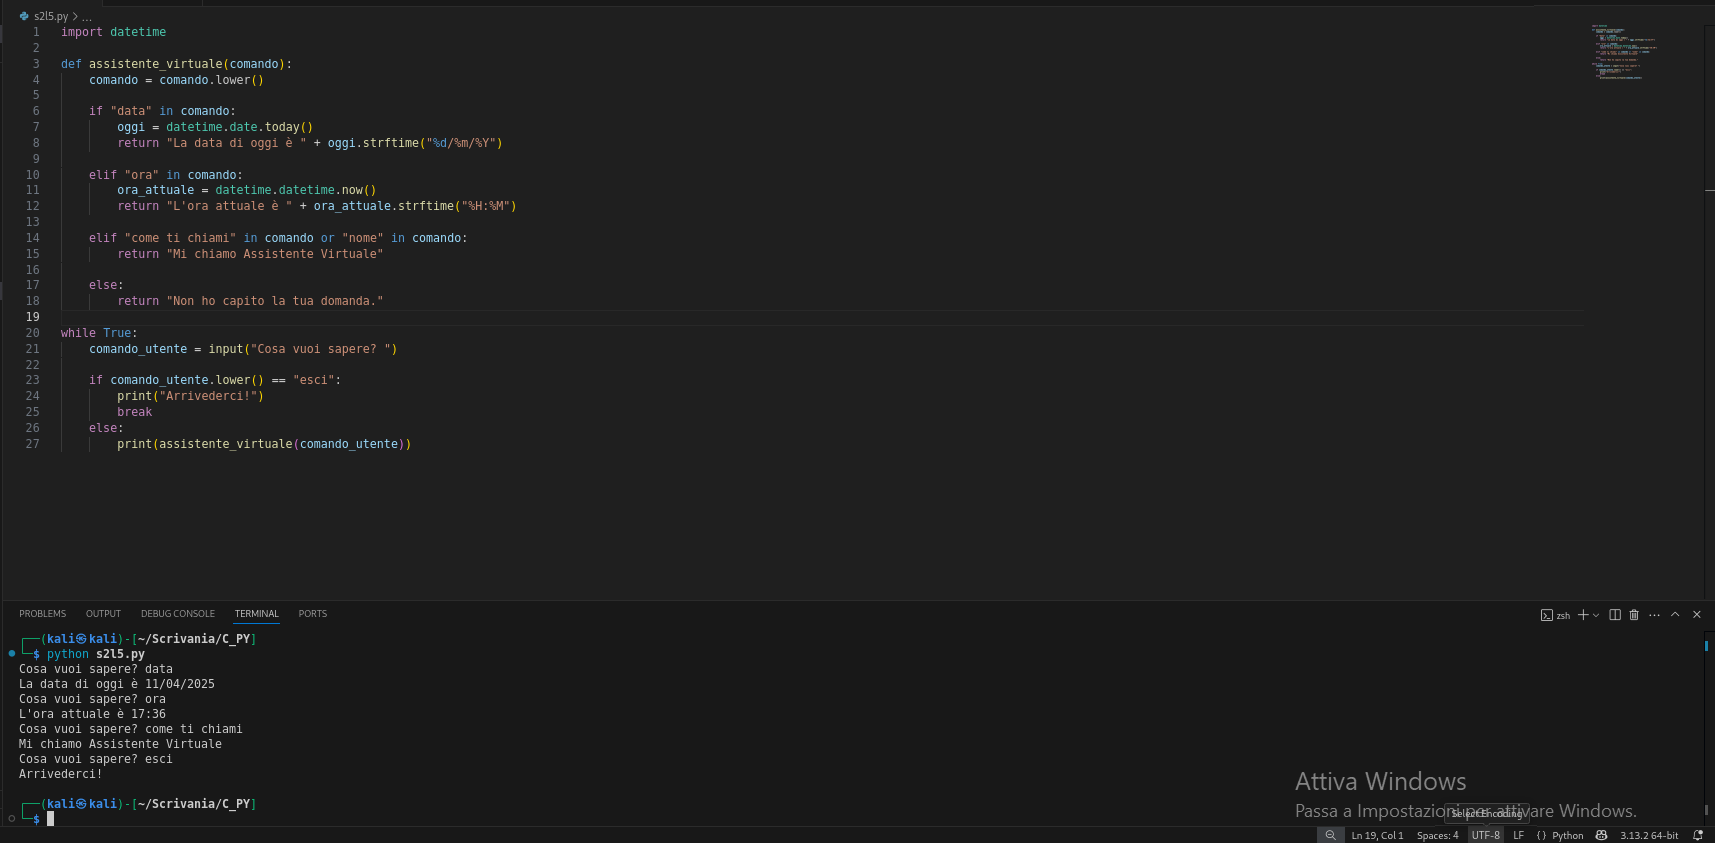 s2l5.py > ...
1 import datetime
2
3 def assistente_virtuale(comando):
4     comando = comando.lower()
5
6     if "data" in comando:
7         oggi = datetime.date.today()
8         return "La data di oggi è " + oggi.strftime("%d/%m/%Y")
9
10     elif "ora" in comando:
11         ora_attuale = datetime.datetime.now()
12         return "L'ora attuale è " + ora_attuale.strftime("%H:%M")
13
14     elif "come ti chiami" in comando or "nome" in comando:
15         return "Mi chiamo Assistente Virtuale"
16
17     else:
18         return "Non ho capito la tua domanda."
19
20 while True:
21     comando_utente = input("Cosa vuoi sapere? ")
22
23     if comando_utente.lower() == "esci":
24         print("Arrivederci!")
25         break
26     else:
27         print(assistente_virtuale(comando_utente))
PROBLEMS OUTPUT DEBUG CONSOLE TERMINAL PORTS zsh
(kali㉿kali)-[~/Scrivania/C_PY]
$ python s2l5.py
Cosa vuoi sapere? data
La data di oggi è 11/04/2025
Cosa vuoi sapere? ora
L'ora attuale è 17:36
Cosa vuoi sapere? come ti chiami
Mi chiamo Assistente Virtuale
Cosa vuoi sapere? esci
Arrivederci!
(kali㉿kali)-[~/Scrivania/C_PY]
$
Attiva Windows
Passa a Impostazioni per attivare Windows.
Select Encoding
Ln 19, Col 1 Spaces: 4 UTF-8 LF {} Python 3.13.2 64-bit